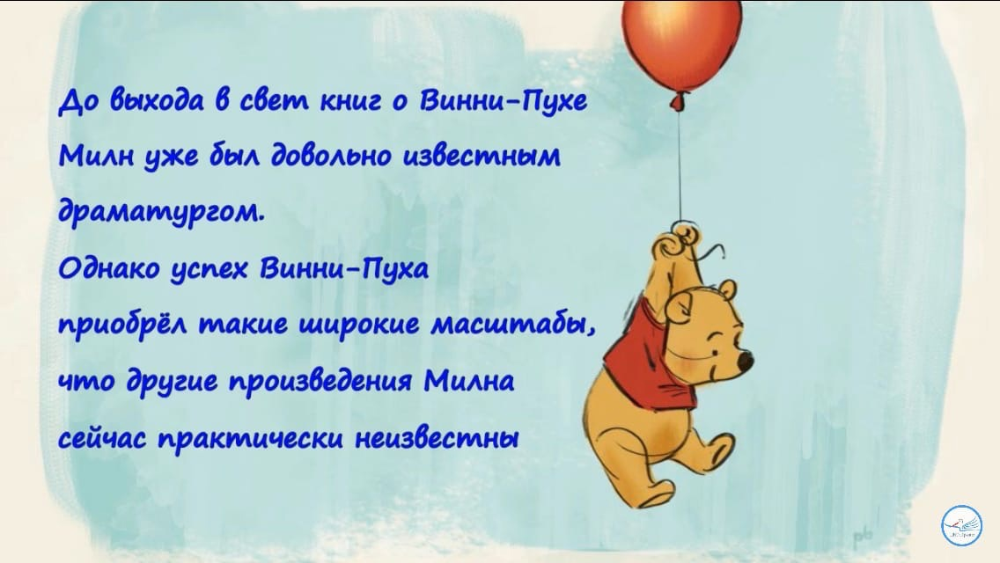 До выхода в свет книг о Винни-Пухе
Милн уже был довольно известным
драматургом.
Однако успех Винни-Пуха
приобрёл такие широкие масштабы,
что другие произведения Милна
сейчас практически неизвестны
pb